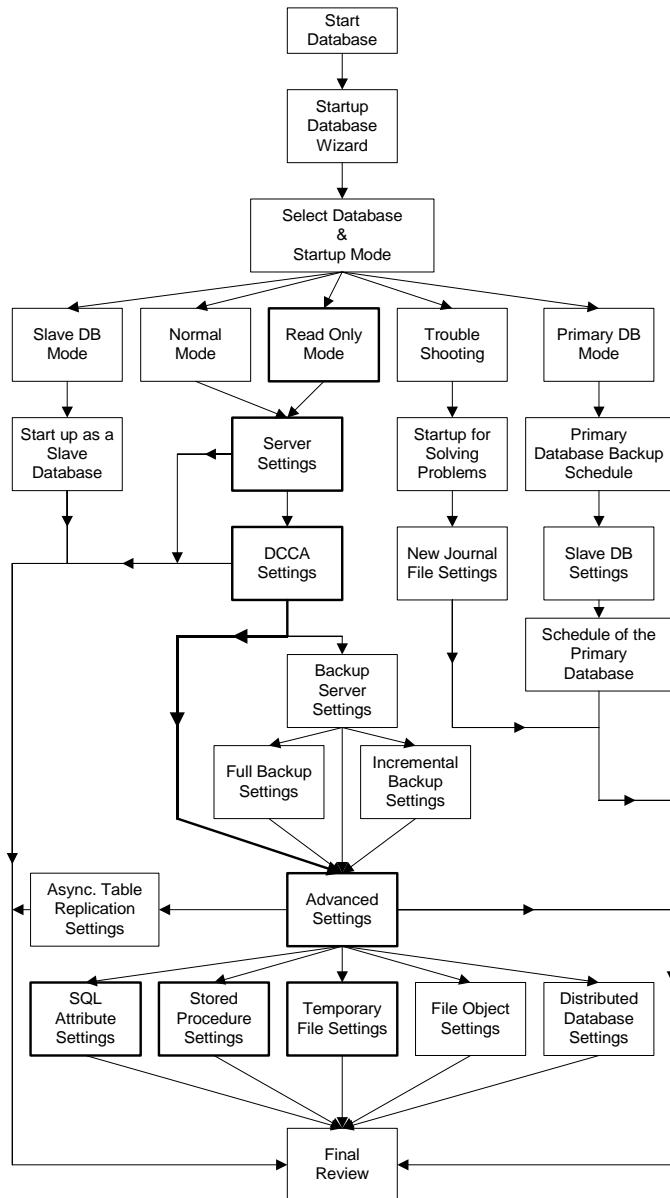 Start
Database
Startup
Database
Wizard
Select Database
&
Startup Mode
Slave DB
Mode
Normal
Mode
Read Only
Mode
Trouble
Shooting
Primary DB
Mode
Start up as a
Slave
Database
Server
Settings
Startup for
Solving
Problems
Primary
Database Backup
Schedule
DCCA
Settings
New Journal
File Settings
Slave DB
Settings
Schedule of the
Primary
Database
Backup
Server
Settings
Full Backup
Settings
Incremental
Backup
Settings
Async. Table
Replication
Settings
Advanced
Settings
SQL
Attribute
Settings
Stored
Procedure
Settings
Temporary
File Settings
File Object
Settings
Distributed
Database
Settings
Final
Review